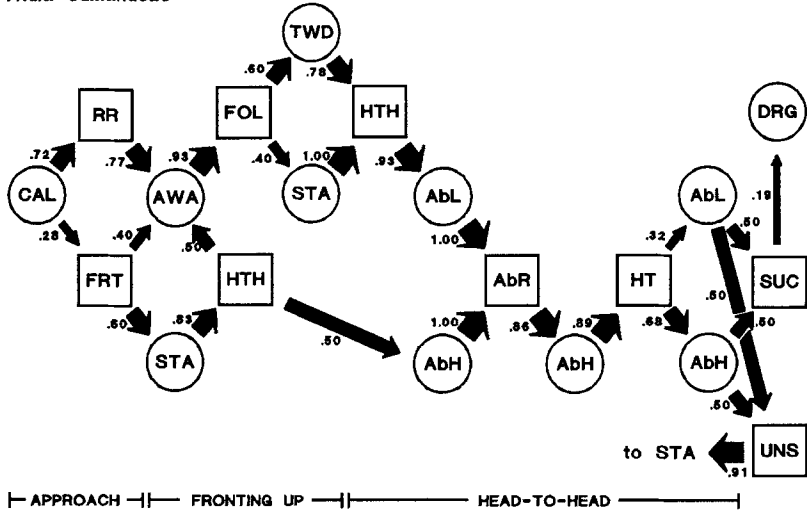 TWD
.60
.78
RR
FOL
HTH
DRG
.72
.77
.93
.40
1.00
.93
CAL
AWA
STA
AbL
AbL
.19
.28
.40
.50
1.00
.32
.50
FRT
HTH
AbR
HT
SUC
.60
.83
.50
1.00
.86
.89
.68
.50
.50
STA
AbH
AbH
AbH
.50
to STA
UNS
.91
APPROACH
FRONTING UP
HEAD-TO-HEAD